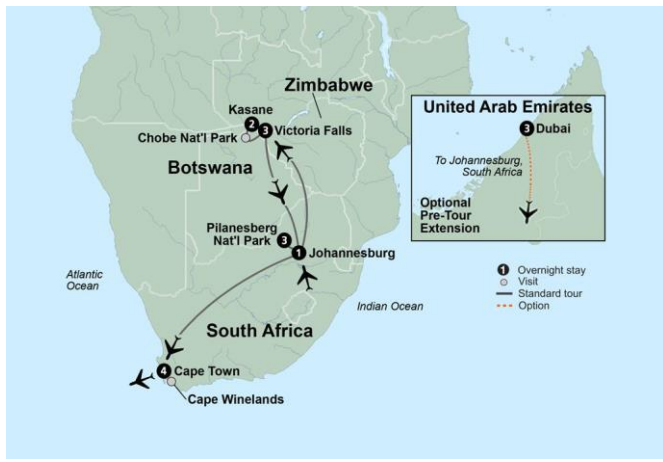 Zimbabwe
Kasane
2
3
Victoria Falls
Chobe Nat'l Park
Botswana
Pilanesberg
Nat'l Park
3
1
Johannesburg
Atlantic
Ocean
Indian Ocean
South Africa
4
Cape Town
Cape Winelands
United Arab Emirates
3
Dubai
To Johannesburg,
South Africa
Optional
Pre-Tour
Extension
1
Overnight stay
Visit
Standard tour
Option